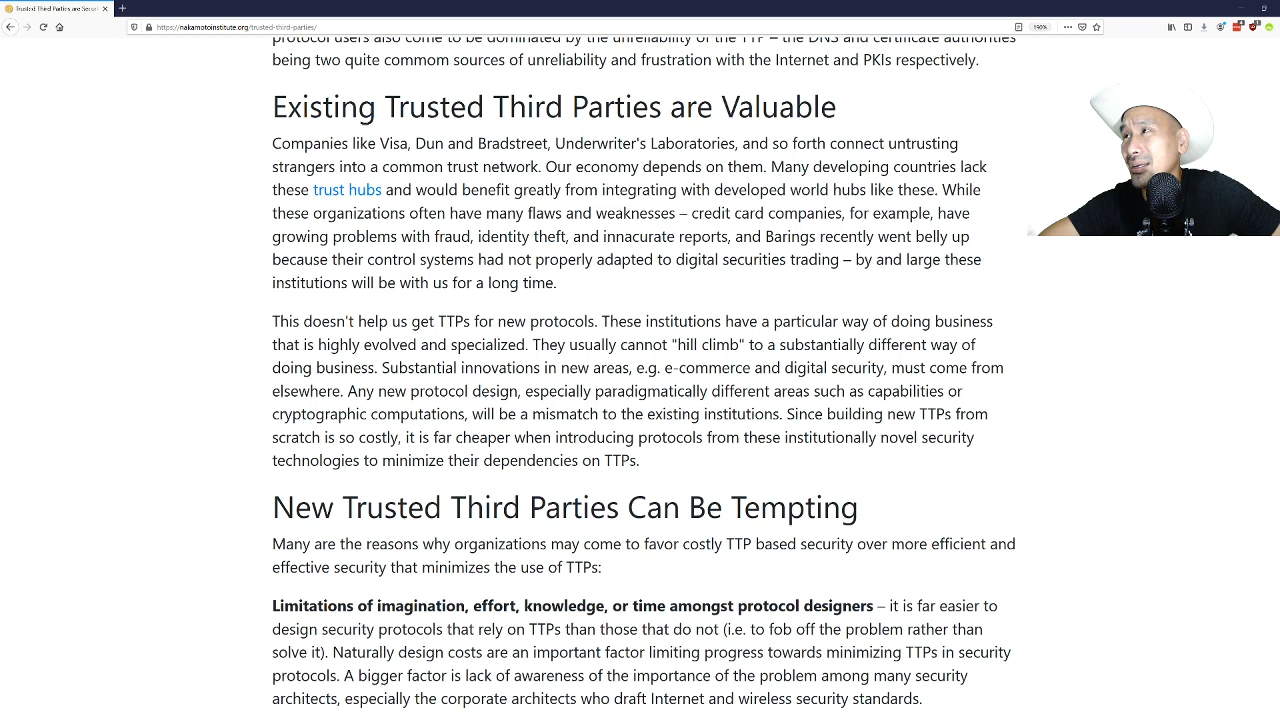 Trusted Third Parties are Securi
https://nakamotoinstitute.org/trusted-third-parties/
190%
protocol users also come to be dominated by the unreliability of the TTP – the DNS and certificate authorities
being two quite commom sources of unreliability and frustration with the Internet and PKIs respectively.
Existing Trusted Third Parties are Valuable
Companies like Visa, Dun and Bradstreet, Underwriter's Laboratories, and so forth connect untrusting
strangers into a common trust network. Our economy depends on them. Many developing countries lack
these trust hubs and would benefit greatly from integrating with developed world hubs like these. While
these organizations often have many flaws and weaknesses – credit card companies, for example, have
growing problems with fraud, identity theft, and innacurate reports, and Barings recently went belly up
because their control systems had not properly adapted to digital securities trading – by and large these
institutions will be with us for a long time.
This doesn't help us get TTPs for new protocols. These institutions have a particular way of doing business
that is highly evolved and specialized. They usually cannot "hill climb" to a substantially different way of
doing business. Substantial innovations in new areas, e.g. e-commerce and digital security, must come from
elsewhere. Any new protocol design, especially paradigmatically different areas such as capabilities or
cryptographic computations, will be a mismatch to the existing institutions. Since building new TTPs from
scratch is so costly, it is far cheaper when introducing protocols from these institutionally novel security
technologies to minimize their dependencies on TTPs.
New Trusted Third Parties Can Be Tempting
Many are the reasons why organizations may come to favor costly TTP based security over more efficient and
effective security that minimizes the use of TTPs:
Limitations of imagination, effort, knowledge, or time amongst protocol designers – it is far easier to
design security protocols that rely on TTPs than those that do not (i.e. to fob off the problem rather than
solve it). Naturally design costs are an important factor limiting progress towards minimizing TTPs in security
protocols. A bigger factor is lack of awareness of the importance of the problem among many security
architects, especially the corporate architects who draft Internet and wireless security standards.